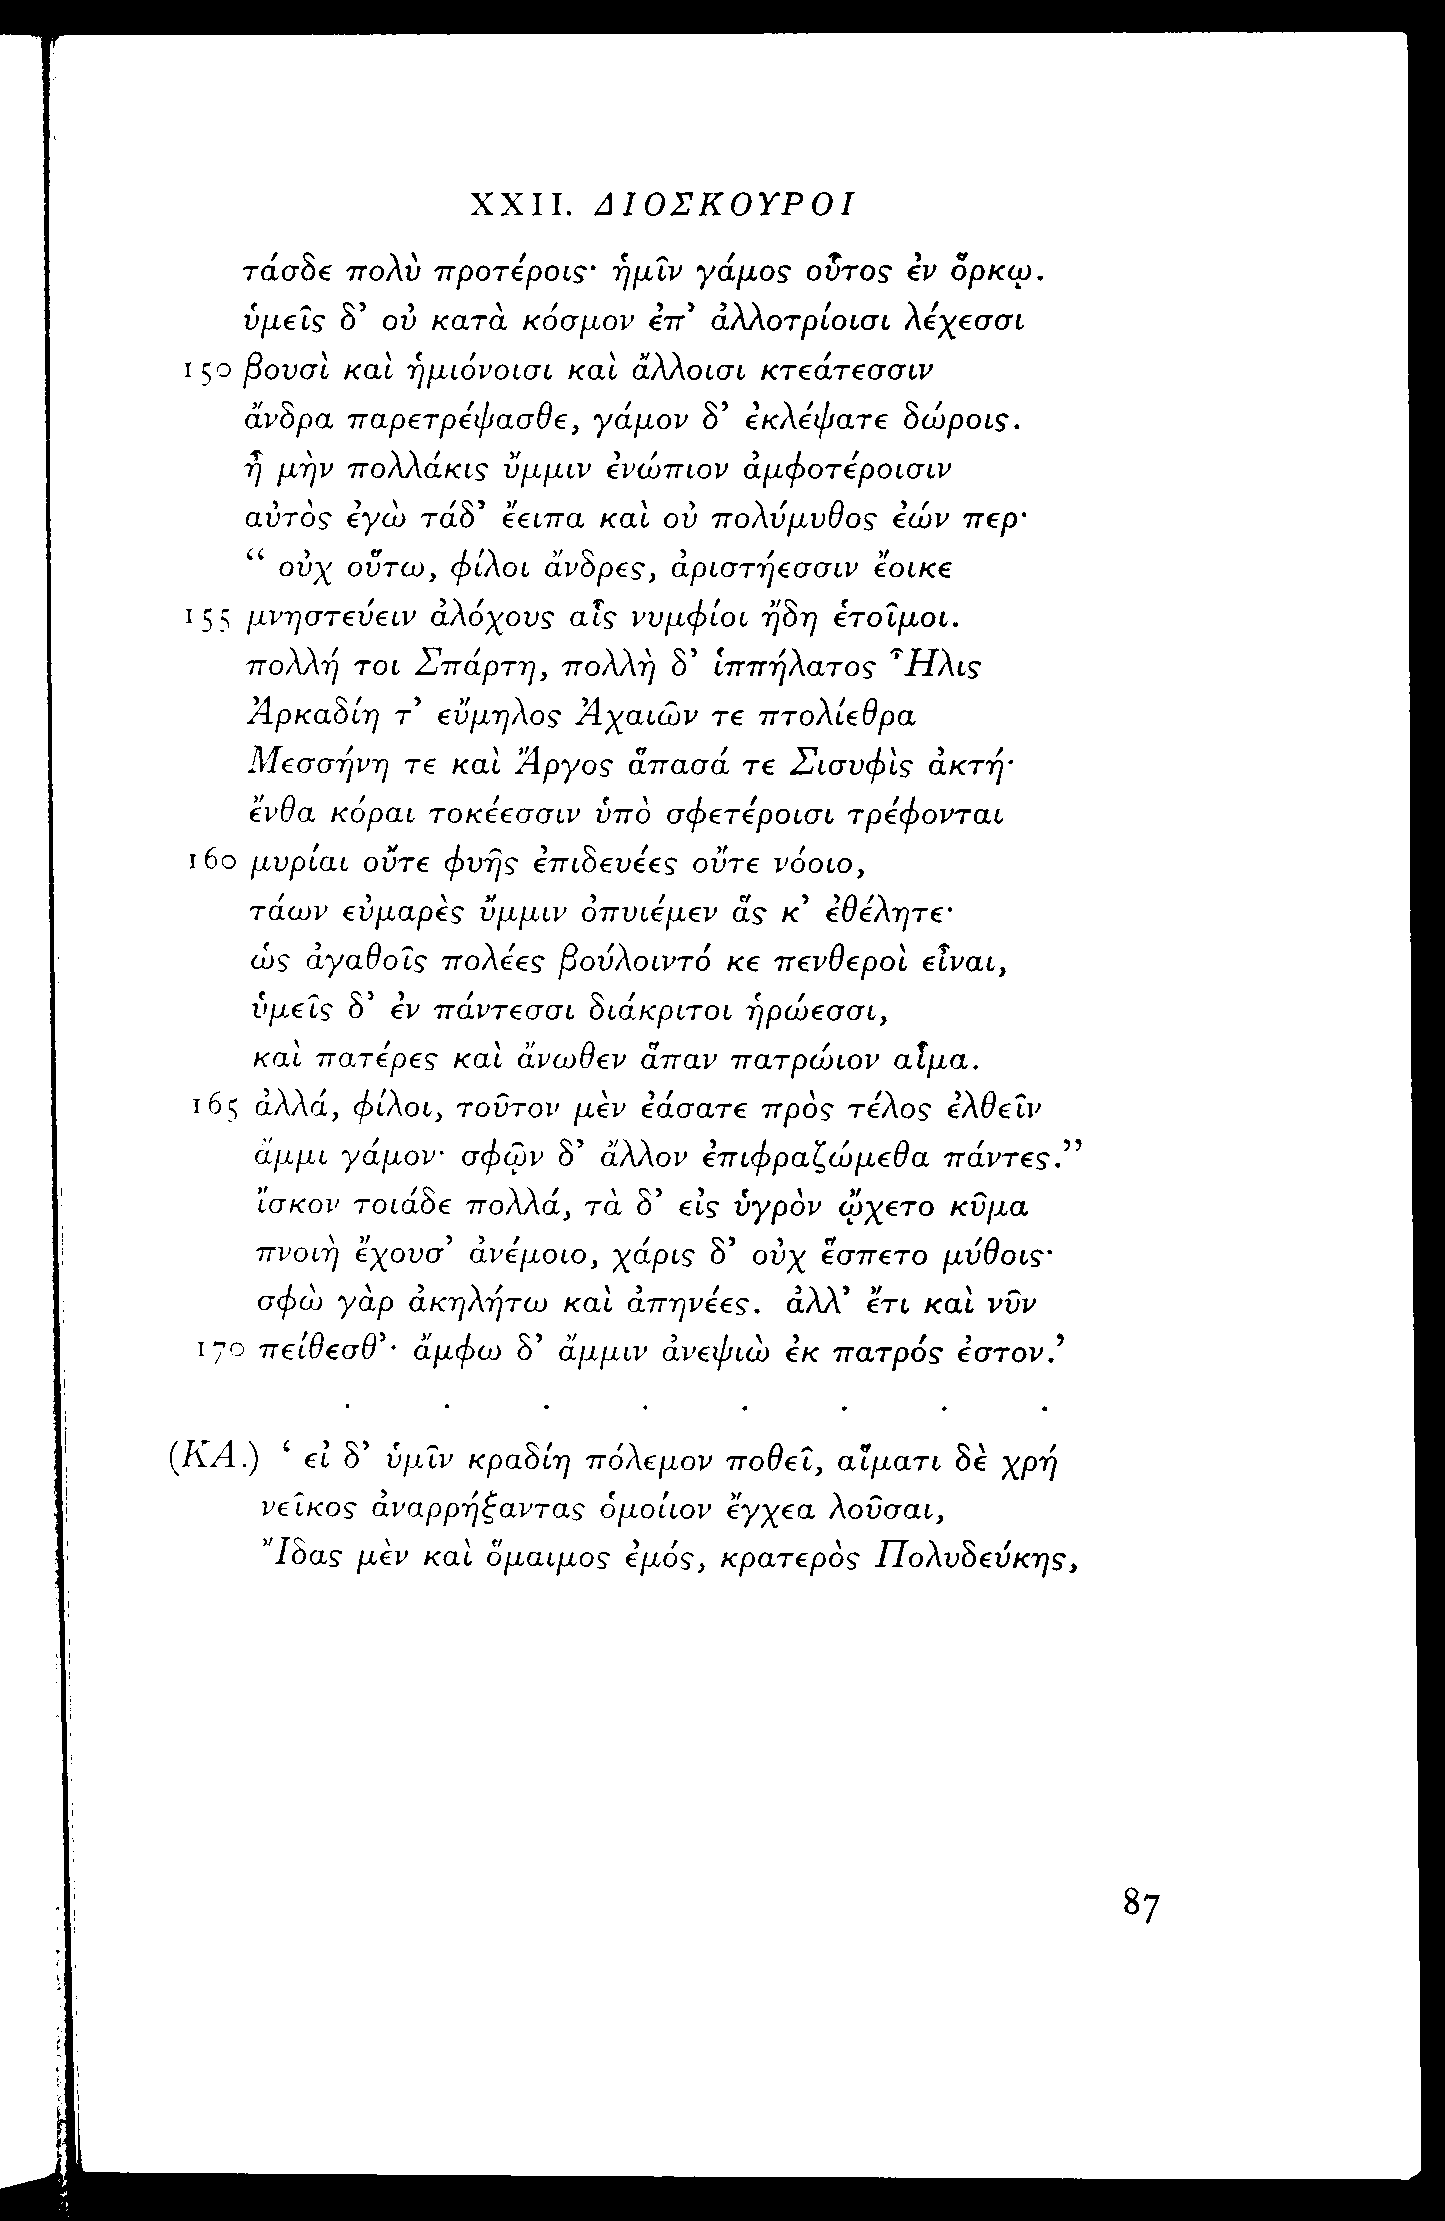 XXII. ΔΙΟΣΚΟΥΡΟΙ
τάσδε πολὺ προτέροις· ἡμῖν γάμος οὗτος ἐν ὅρκῳ.
ὑμεῖς δ’ οὐ κατὰ κόσμον ἐπ’ ἀλλοτρίοισι λέχεσσι
150 βουσὶ καὶ ἡμιόνοισι καὶ ἄλλοισι κτεάτεσσιν
ἄνδρα παρετρέψασθε, γάμον δ’ ἐκλέψατε δώροις.
ἦ μὴν πολλάκις ὔμμιν ἐνώπιον ἀμφοτέροισιν
αὐτὸς ἐγὼ τάδ’ ἔειπα καὶ οὐ πολύμυθος ἐών περ·
“ οὐχ οὕτω, φίλοι ἄνδρες, ἀριστήεσσιν ἔοικε
155 μνηστεύειν ἀλόχους αἷς νυμφίοι ἤδη ἑτοῖμοι.
πολλή τοι Σπάρτη, πολλὴ δ’ ἱππήλατος Ἦλις
Ἀρκαδίη τ’ εὔμηλος Ἀχαιῶν τε πτολίεθρα
Μεσσήνη τε καὶ Ἄργος ἅπασά τε Σισυφὶς ἀκτή·
ἔνθα κόραι τοκέεσσιν ὑπὸ σφετέροισι τρέφονται
160 μυρίαι οὔτε φυῆς ἐπιδευέες οὔτε νόοιο,
τάων εὐμαρὲς ὔμμιν ὀπυιέμεν ἅς κ’ ἐθέλητε·
ὡς ἀγαθοῖς πολέες βούλοιντό κε πενθεροὶ εἶναι,
ὑμεῖς δ’ ἐν πάντεσσι διάκριτοι ἡρώεσσι,
καὶ πατέρες καὶ ἄνωθεν ἅπαν πατρώιον αἷμα.
165 ἀλλά, φίλοι, τοῦτον μὲν ἐάσατε πρὸς τέλος ἐλθεῖν
ἄμμι γάμον· σφῷν δ’ ἄλλον ἐπιφραζώμεθα πάντες.”
ἴσκον τοιάδε πολλά, τὰ δ’ εἰς ὑγρὸν ᾤχετο κῦμα
πνοιὴ ἔχουσ’ ἀνέμοιο, χάρις δ’ οὐχ ἕσπετο μύθοις·
σφὼ γὰρ ἀκηλήτω καὶ ἀπηνέες. ἀλλ’ ἔτι καὶ νῦν
170 πείθεσθ’· ἄμφω δ’ ἄμμιν ἀνεψιὼ ἐκ πατρός ἐστον.’
. . . . . . . .
(ΚΑ.) ‘ εἰ δ’ ὑμῖν κραδίη πόλεμον ποθεῖ, αἵματι δὲ χρή
νεῖκος ἀναρρήξαντας ὁμοίιον ἔγχεα λοῦσαι,
Ἴδας μὲν καὶ ὅμαιμος ἐμός, κρατερὸς Πολυδεύκης,
87